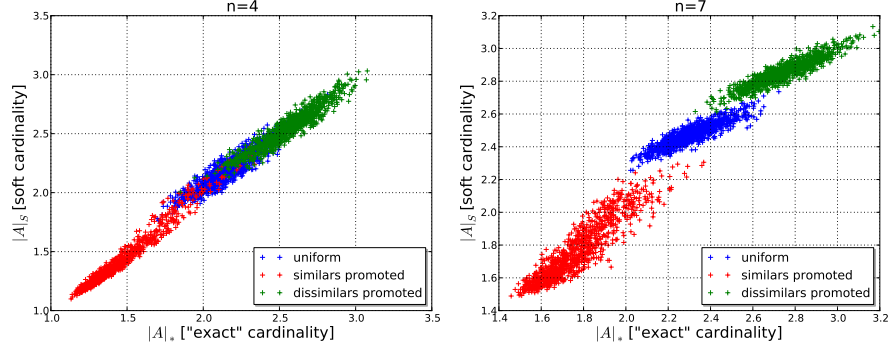 n=4
3.5
3.0
2.5
2.0
1.5
1.0
1.0 1.5 2.0 2.5 3.0 3.5
|A|_S [soft cardinality]
|A|_* ["exact" cardinality]
uniform
similars promoted
dissimilars promoted
n=7
3.2
3.0
2.8
2.6
2.4
2.2
2.0
1.8
1.6
1.4
1.4 1.6 1.8 2.0 2.2 2.4 2.6 2.8 3.0 3.2
|A|_S [soft cardinality]
|A|_* ["exact" cardinality]
uniform
similars promoted
dissimilars promoted